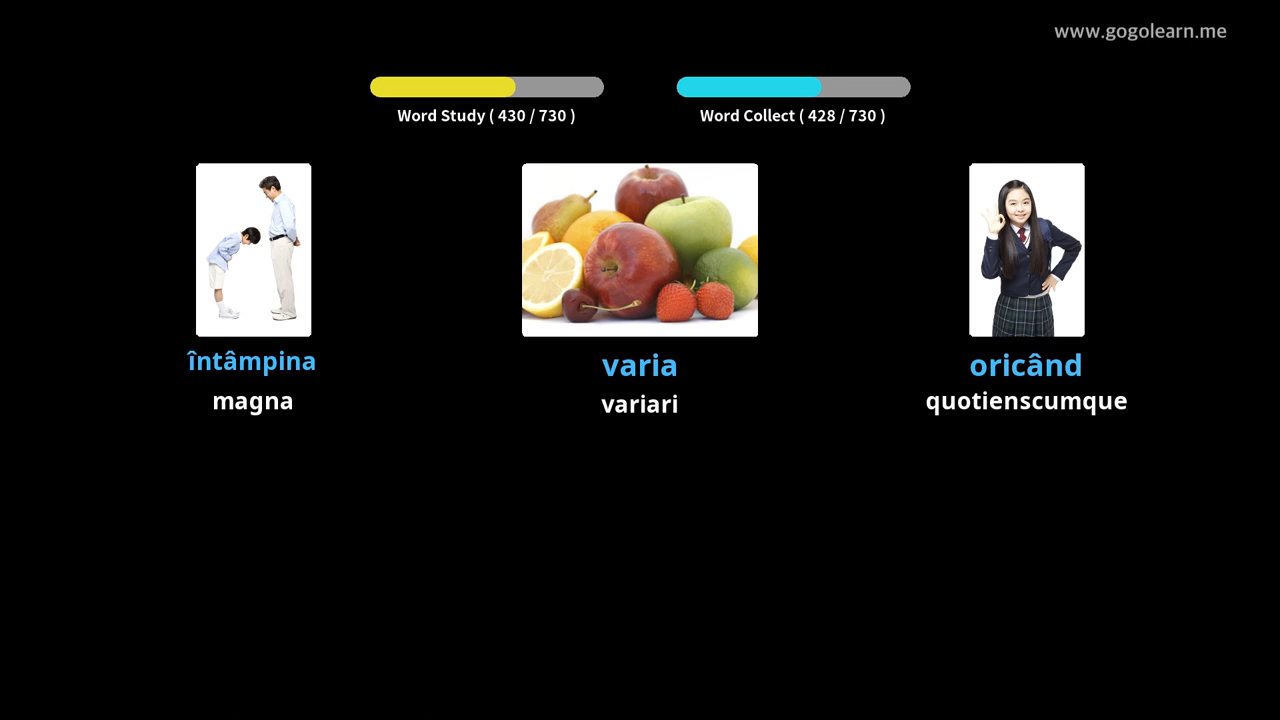 www.gogolearn.me
Word Study ( 430 / 730 )
Word Collect ( 428 / 730 )
întâmpina
varia
oricând
magna
variari
quotienscumque